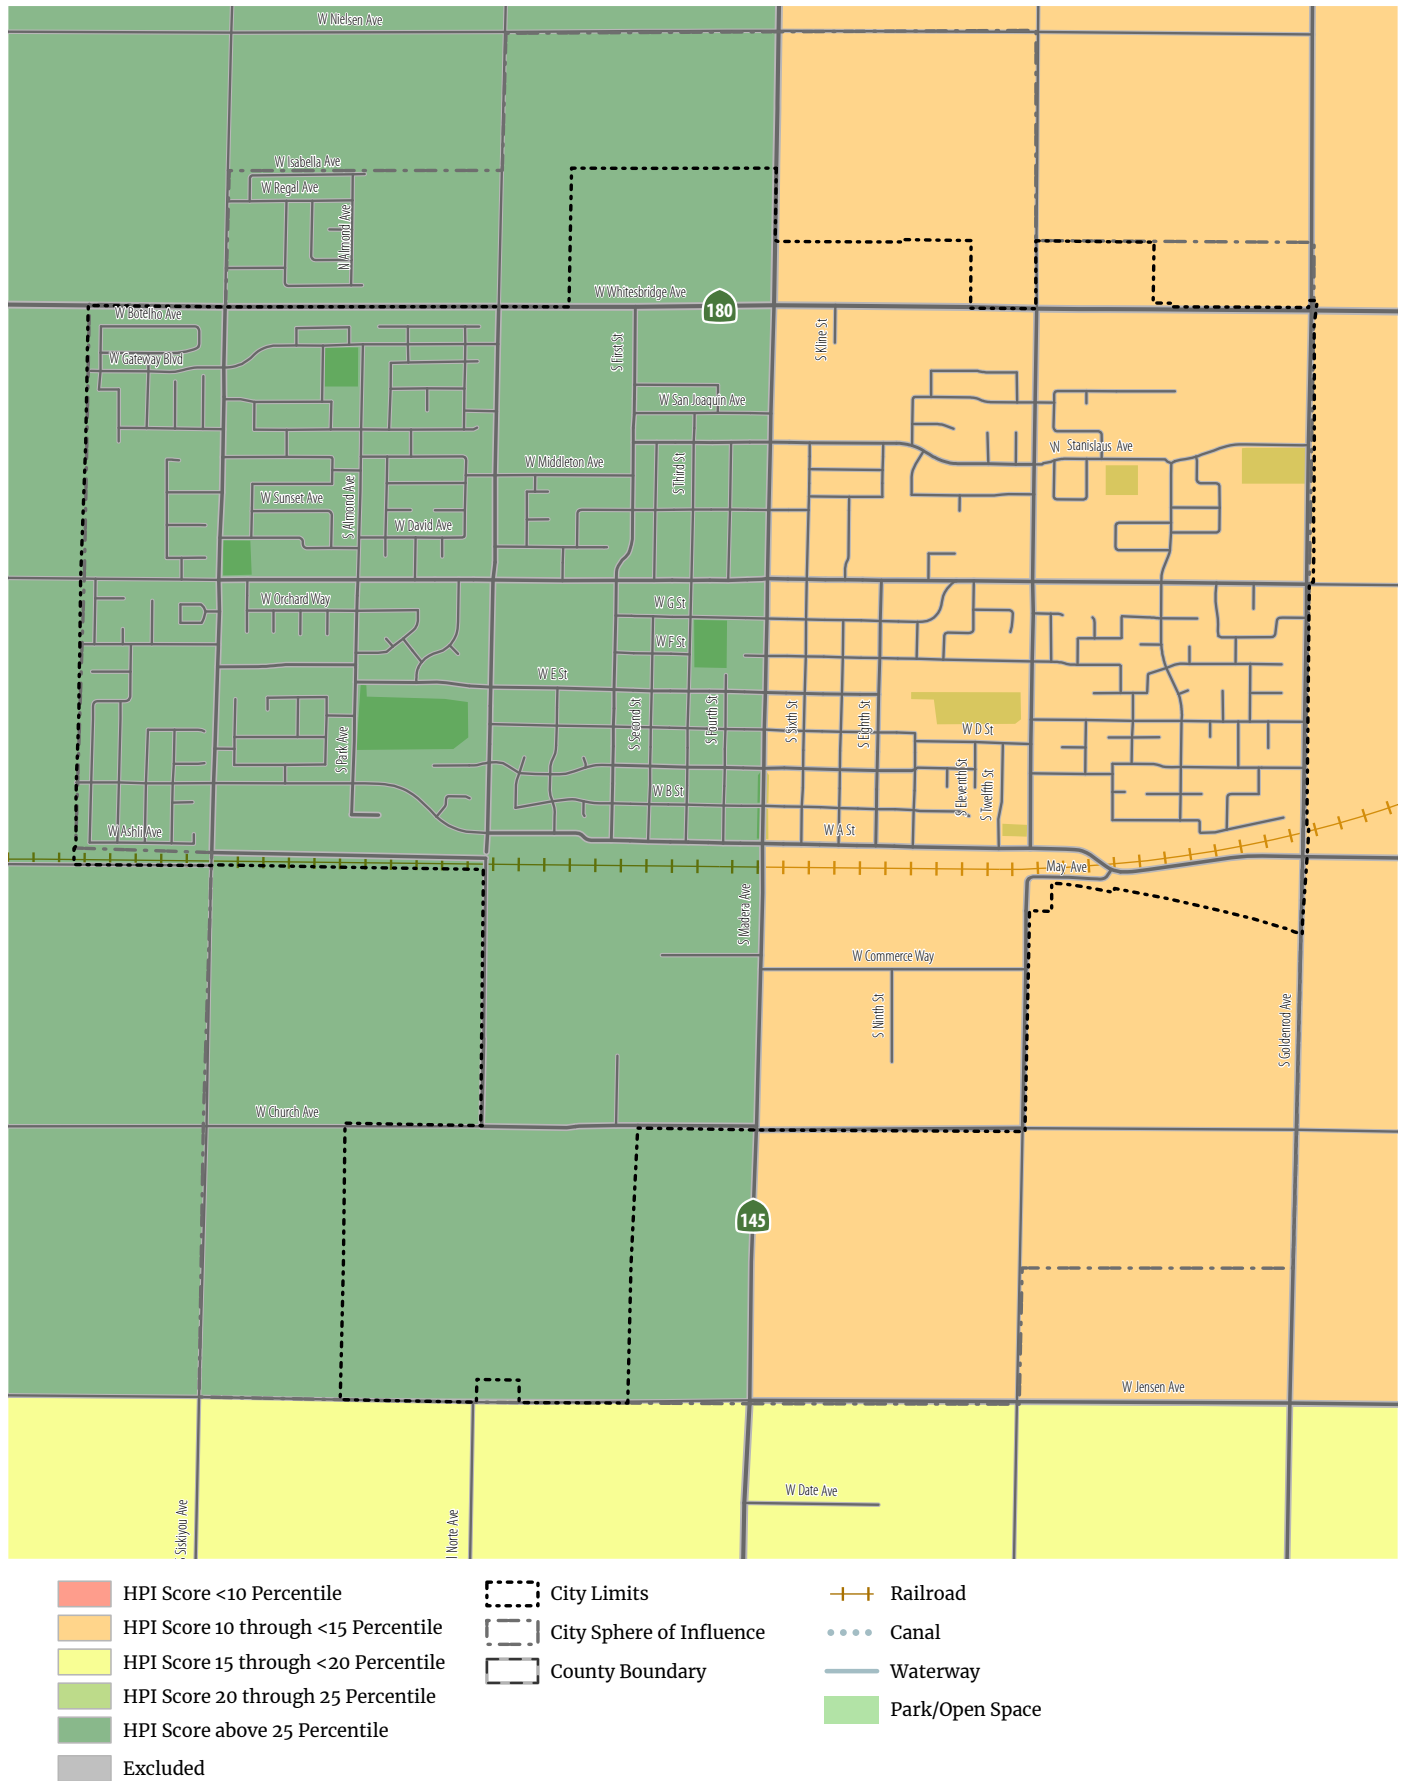 W Nielsen Ave
W Isabella Ave
W Regal Ave
N Almond Ave
W Whitesbridge Ave
180
W Botelho Ave
S First St
S Kline St
W Gateway Blvd
W San Joaquin Ave
W Stanislaus Ave
W Middleton Ave
S Third St
W Sunset Ave
S Almond Ave
W David Ave
W Orchard Way
W G St
W F St
W E St
S Second St
S Fourth St
S Sixth St
S Eighth St
W D St
S Park Ave
S Eleventh St
S Twelfth St
W B St
W Ashli Ave
W A St
May Ave
S Madera Ave
W Commerce Way
S Ninth St
S Goldenrod Ave
W Church Ave
145
W Jensen Ave
W Date Ave
S Siskiyou Ave
l Norte Ave
HPI Score <10 Percentile
HPI Score 10 through <15 Percentile
HPI Score 15 through <20 Percentile
HPI Score 20 through 25 Percentile
HPI Score above 25 Percentile
Excluded
City Limits
City Sphere of Influence
County Boundary
Railroad
Canal
Waterway
Park/Open Space